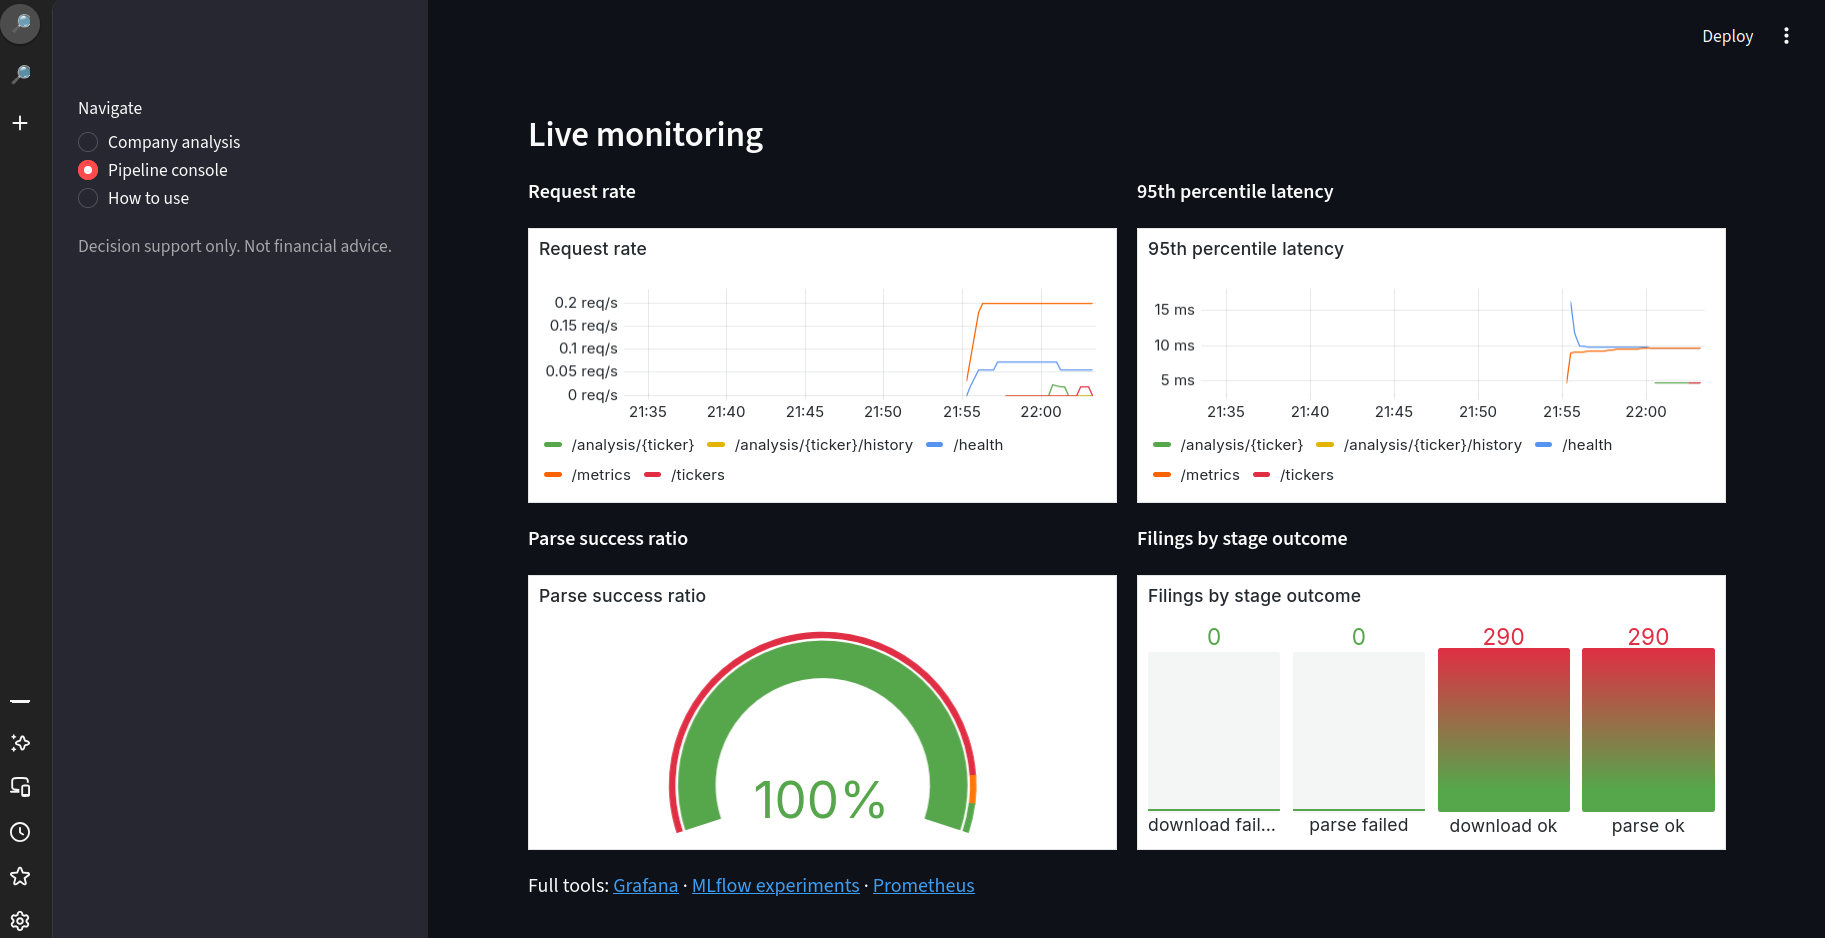 Deploy
Navigate
Company analysis
Pipeline console
How to use
Decision support only. Not financial advice.
Live monitoring
Request rate
Request rate
0.2 req/s
0.15 req/s
0.1 req/s
0.05 req/s
0 req/s
21:35 21:40 21:45 21:50 21:55 22:00
/analysis/{ticker} /analysis/{ticker}/history /health
/metrics /tickers
95th percentile latency
95th percentile latency
15 ms
10 ms
5 ms
21:35 21:40 21:45 21:50 21:55 22:00
/analysis/{ticker} /analysis/{ticker}/history /health
/metrics /tickers
Parse success ratio
Parse success ratio
100%
Filings by stage outcome
Filings by stage outcome
0 0 290 290
download fail... parse failed download ok parse ok
Full tools: Grafana · MLflow experiments · Prometheus